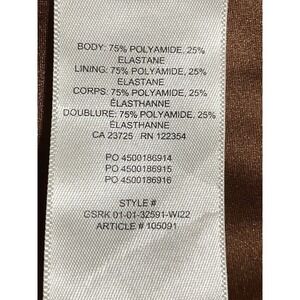 BODY: 75% POLYAMIDE, 25%
ELASTANE
LINING: 75% POLYAMIDE, 25%
ELASTANE
CORPS: 75% POLYAMIDE, 25%
ÉLASTHANNE
DOUBLURE: 75% POLYAMIDE, 25%
ÉLASTHANNE
CA 23725 RN 122354
PO 4500186914
PO 4500186915
PO 4500186916
STYLE #
GSRK 01-01-32591-WI22
ARTICLE # 105091